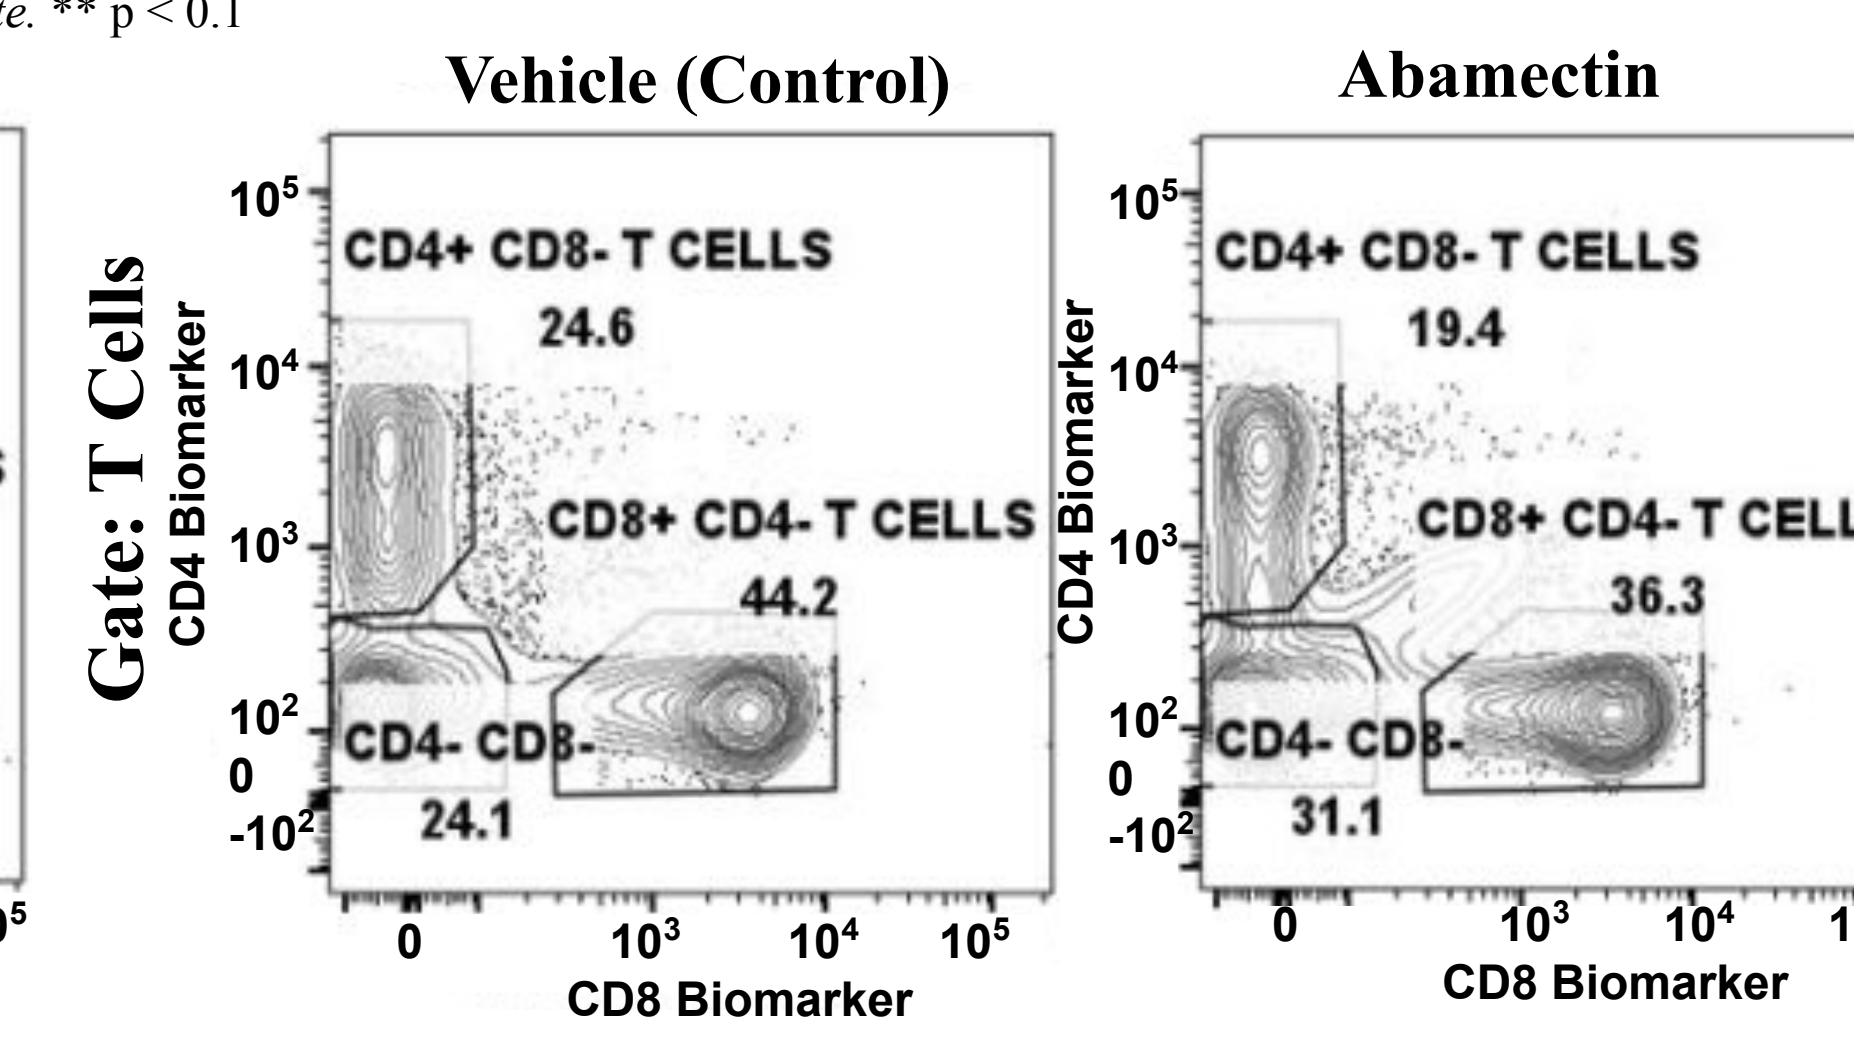 te. ** p < 0.1
Vehicle (Control)
Abamectin
Gate: T Cells
CD4 Biomarker
10⁵
10⁴
10³
10²
0
-10²
CD4+ CD8- T CELLS
24.6
CD8+ CD4- T CELLS
44.2
CD4- CD8-
24.1
0
10³
10⁴
10⁵
CD8 Biomarker
CD4 Biomarker
10⁵
10⁴
10³
10²
0
-10²
CD4+ CD8- T CELLS
19.4
CD8+ CD4- T CELL
36.3
CD4- CD8-
31.1
0
10³
10⁴
1
CD8 Biomarker